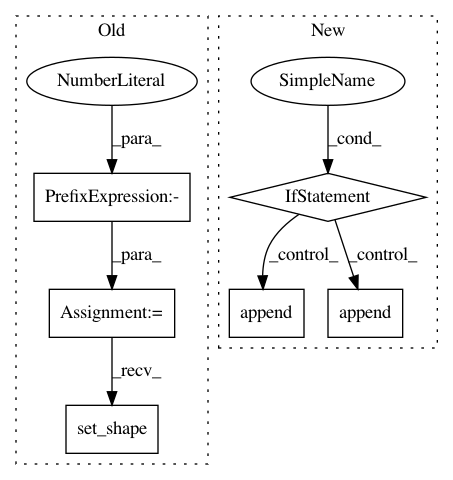 Old
New
NumberLiteral
SimpleName
_para_
_cond_
PrefixExpression:-
IfStatement
_para_
_control_
_control_
Assignment:=
append
append
_recv_
set_shape